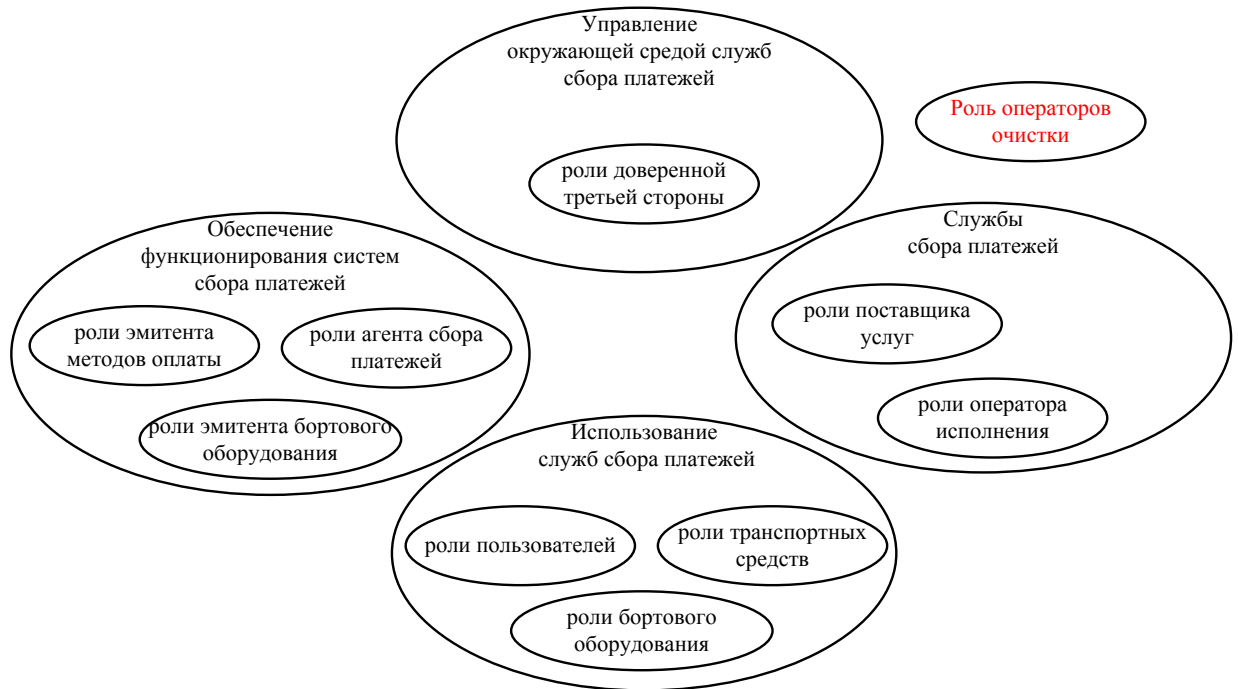 Управление
окружающей средой служб
сбора платежей
роли доверенной
третьей стороны
Роль операторов
очистки
Обеспечение
функционирования систем
сбора платежей
роли эмитента
методов оплаты
роли агента сбора
платежей
роли эмитента бортового
оборудования
Службы
сбора платежей
роли поставщика
услуг
роли оператора
исполнения
Использование
служб сбора платежей
роли пользователей
роли транспортных
средств
роли бортового
оборудования